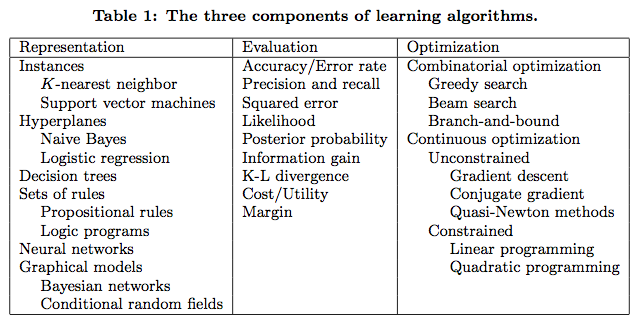 Table 1: The three components of learning algorithms.
Representation Evaluation Optimization
Instances Accuracy/Error rate Combinatorial optimization
K-nearest neighbor Precision and recall Greedy search
Support vector machines Squared error Beam search
Hyperplanes Likelihood Branch-and-bound
Naive Bayes Posterior probability Continuous optimization
Logistic regression Information gain Unconstrained
Decision trees K-L divergence Gradient descent
Sets of rules Cost/Utility Conjugate gradient
Propositional rules Margin Quasi-Newton methods
Logic programs Constrained
Neural networks Linear programming
Graphical models Quadratic programming
Bayesian networks
Conditional random fields